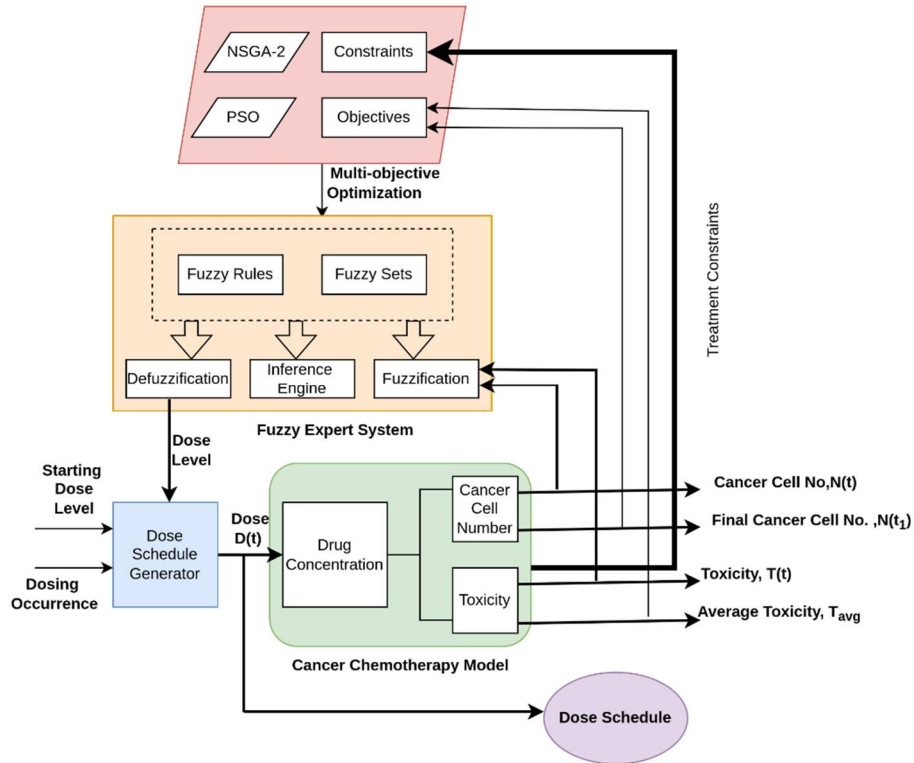 NSGA-2
Constraints
PSO
Objectives
Multi-objective
Optimization
Treatment Constraints
Fuzzy Rules
Fuzzy Sets
Defuzzification
Inference
Engine
Fuzzification
Fuzzy Expert System
Dose
Level
Starting
Dose
Level
Dosing
Occurrence
Dose
Schedule
Generator
Dose
D(t)
Drug
Concentration
Cancer
Cell
Number
Toxicity
Cancer Chemotherapy Model
Cancer Cell No,N(t)
Final Cancer Cell No. ,N(t₁)
Toxicity, T(t)
Average Toxicity, Tavg
Dose Schedule